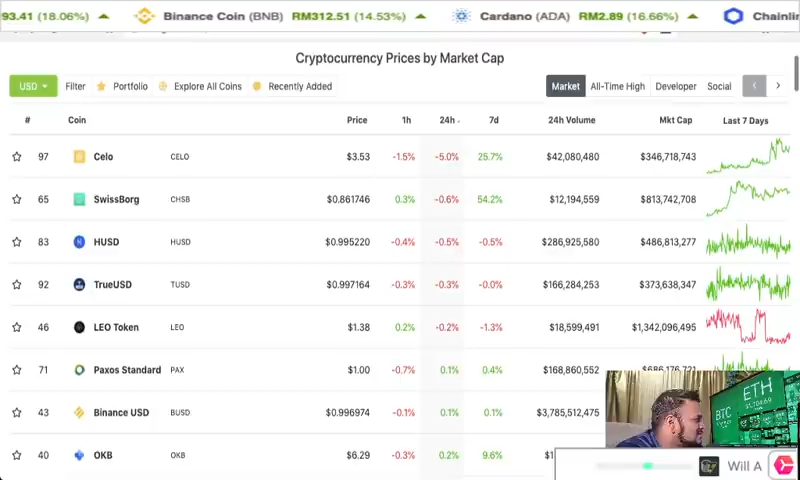 93.41 (18.06%) Binance Coin (BNB) RM312.51 (14.53%) Cardano (ADA) RM2.89 (16.66%) Chainlin
Cryptocurrency Prices by Market Cap
USD Filter Portfolio Explore All Coins Recently Added Market All-Time High Developer Social
# Coin Price 1h 24h 7d 24h Volume Mkt Cap Last 7 Days
97 Celo CELO $3.53 -1.5% -5.0% 25.7% $42,080,480 $346,718,743
65 SwissBorg CHSB $0.861746 0.3% -0.6% 54.2% $12,194,559 $813,742,708
83 HUSD HUSD $0.995220 -0.4% -0.5% -0.5% $286,925,580 $486,813,277
92 TrueUSD TUSD $0.997164 -0.3% -0.3% -0.0% $166,284,253 $373,638,347
46 LEO Token LEO $1.38 0.2% -0.2% -1.3% $18,599,491 $1,342,096,495
71 Paxos Standard PAX $1.00 -0.7% 0.1% 0.4% $168,860,552 $686,176,721
43 Binance USD BUSD $0.996974 -0.1% 0.1% 0.1% $3,785,512,475
40 OKB OKB $6.29 -0.3% 0.2% 9.6% $1
ETH
BTC
Will A